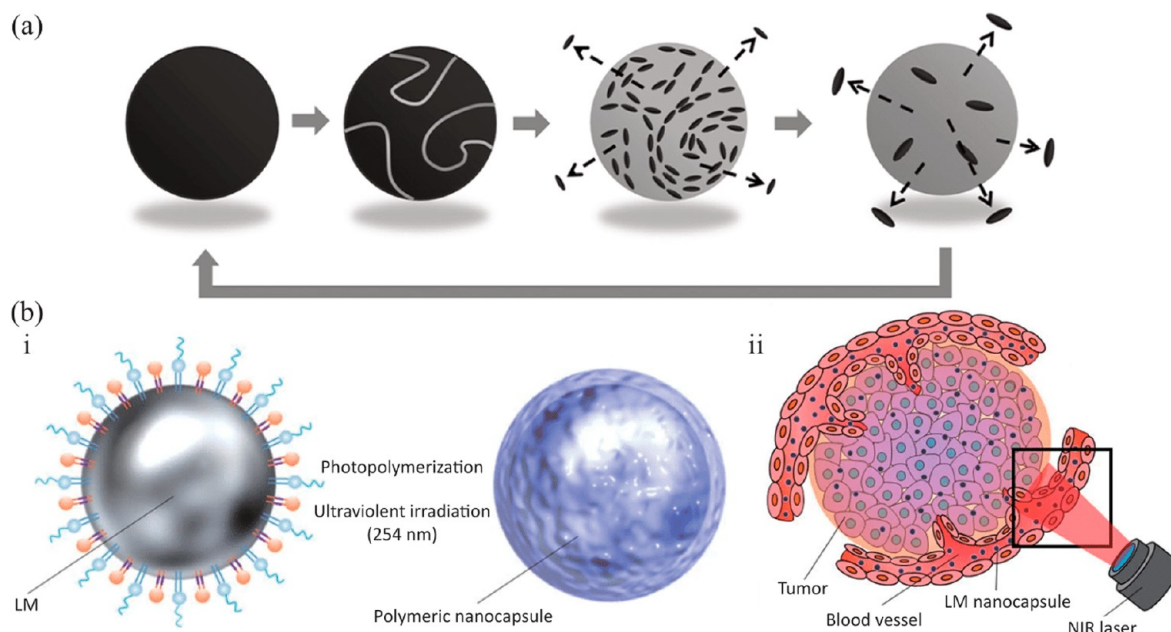 (a)
(b)
i
ii
Photopolymerization
Ultraviolent irradiation
(254 nm)
LM
Polymeric nanocapsule
Tumor
Blood vessel
LM nanocapsule
NIR laser